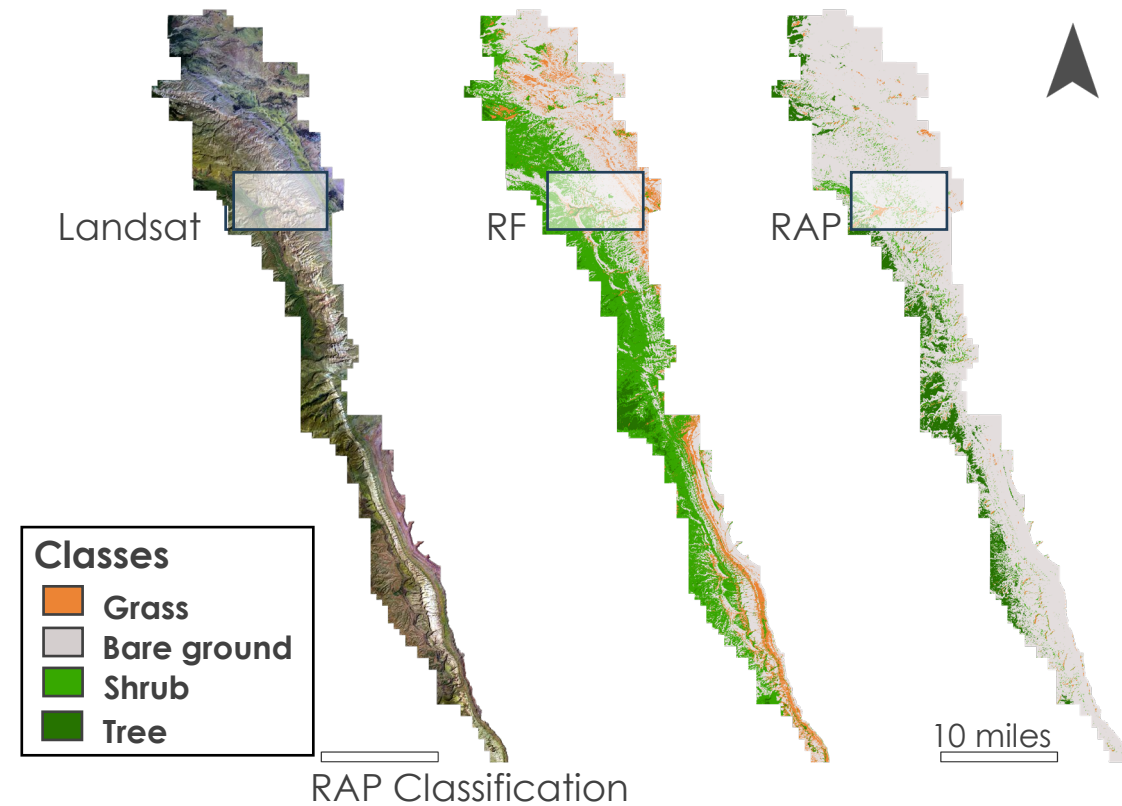 Landsat
RF
RAP
Classes
Grass
Bare ground
Shrub
Tree
10 miles
RAP Classification